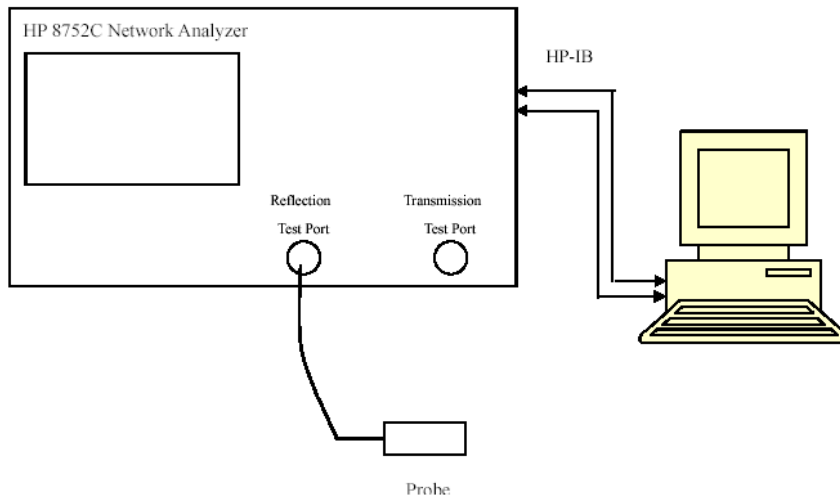 HP 8752C Network Analyzer
HP-IB
Reflection
Test Port
Transmission
Test Port
Probe